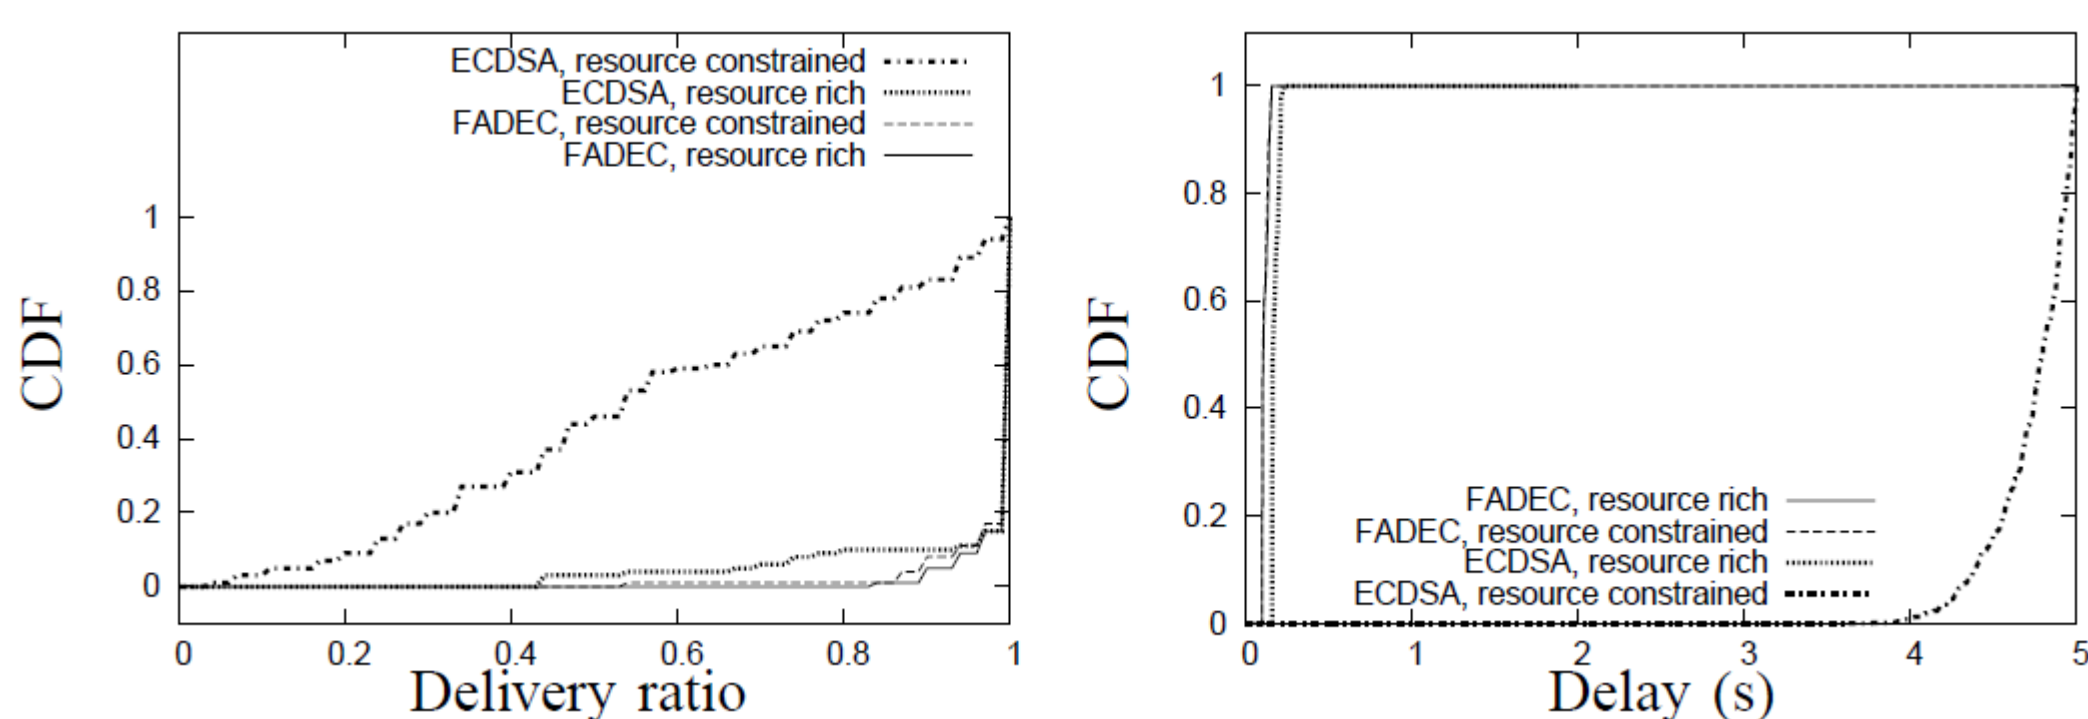 ECDSA, resource constrained
ECDSA, resource rich
FADEC, resource constrained
FADEC, resource rich
1
0.8
0.6
0.4
0.2
0
CDF
0 0.2 0.4 0.6 0.8 1
Delivery ratio
1
0.8
0.6
0.4
0.2
0
CDF
FADEC, resource rich
FADEC, resource constrained
ECDSA, resource rich
ECDSA, resource constrained
0 1 2 3 4 5
Delay (s)